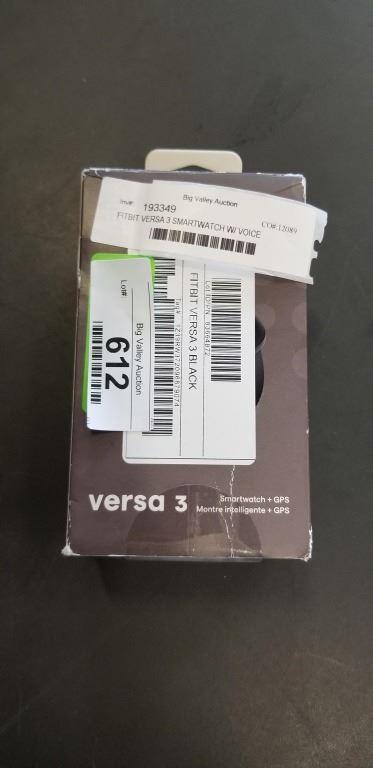 Big Valley Auction
Inv#: 193349
CO#:12089
FITBIT VERSA 3 SMARTWATCH W/ VOICE
Lot#:
612
Big Valley Auction
FITBIT VERSA 3 BLACK
versa 3
Smartwatch + GPS
Montre intelligente + GPS